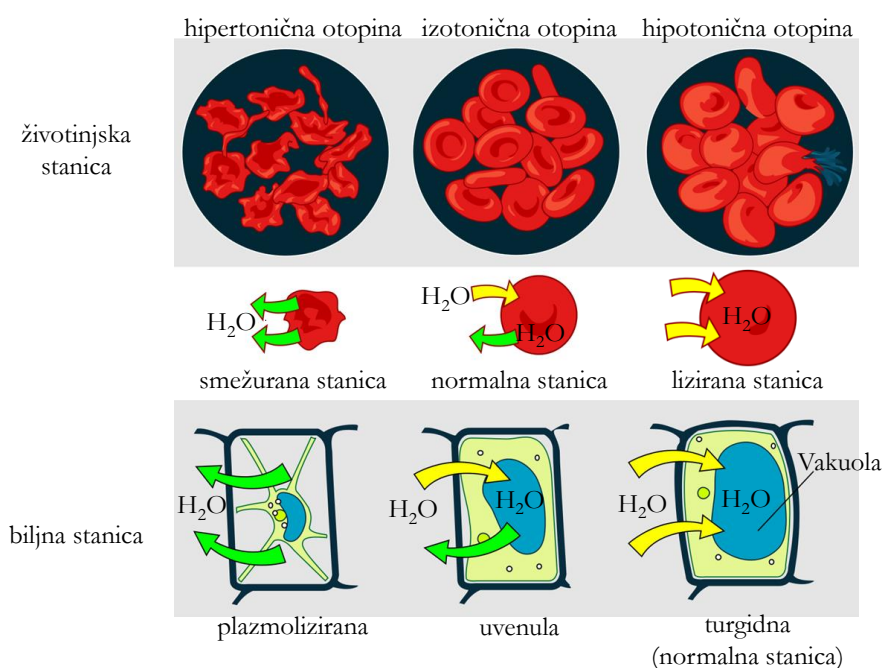 hipertonična otopina izotonična otopina hipotonična otopina
životinjska
stanica
H₂O H₂O H₂O H₂O
smežurana stanica normalna stanica lizirana stanica
biljna stanica
H₂O H₂O H₂O H₂O H₂O Vakuola
plazmolizirana uvenula turgidna
(normalna stanica)